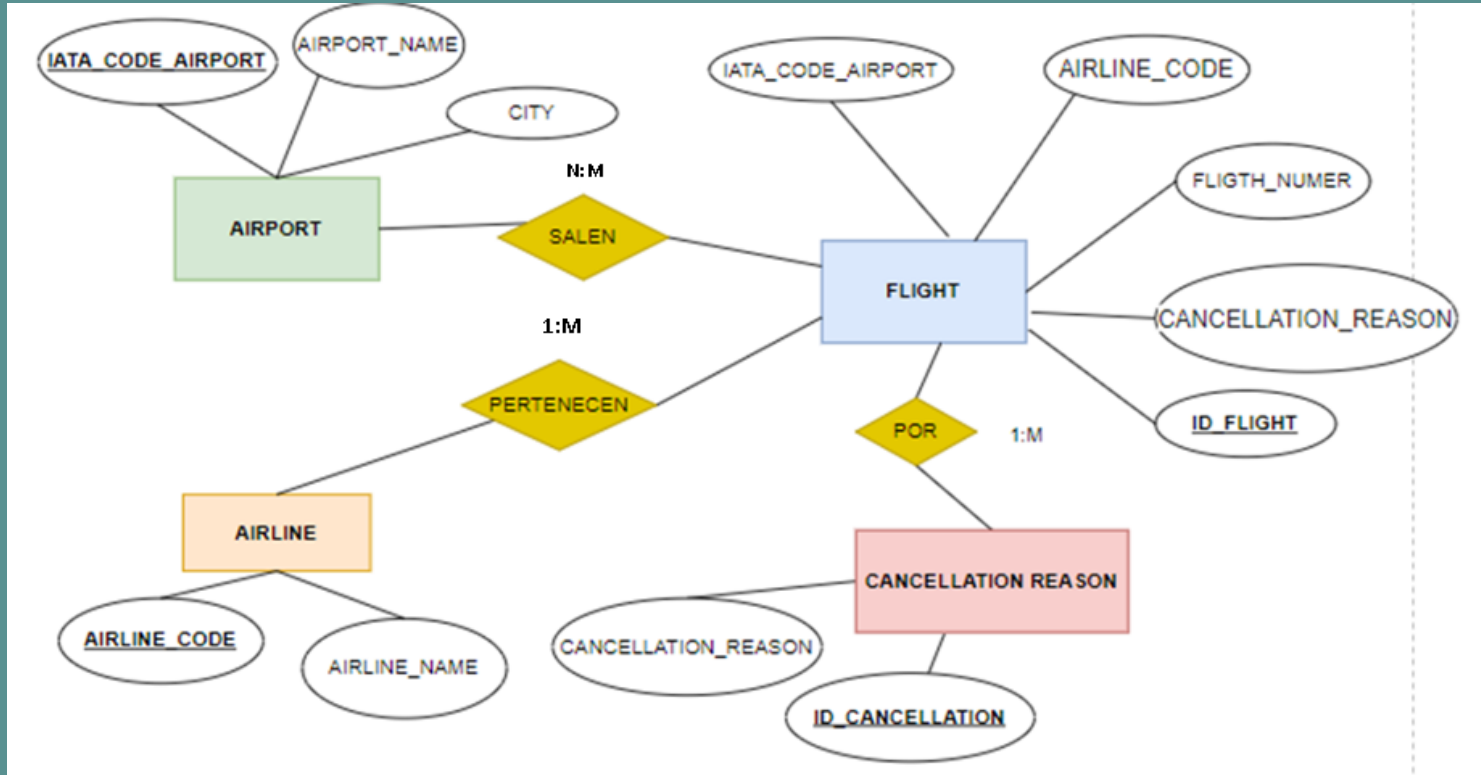 IATA_CODE_AIRPORT
AIRPORT_NAME
CITY
IATA_CODE_AIRPORT
AIRLINE_CODE
FLIGTH_NUMER
N:M
AIRPORT
SALEN
FLIGHT
CANCELLATION_REASON
1:M
PERTENECEN
POR
1:M
ID_FLIGHT
AIRLINE
CANCELLATION REASON
AIRLINE_CODE
AIRLINE_NAME
CANCELLATION_REASON
ID_CANCELLATION